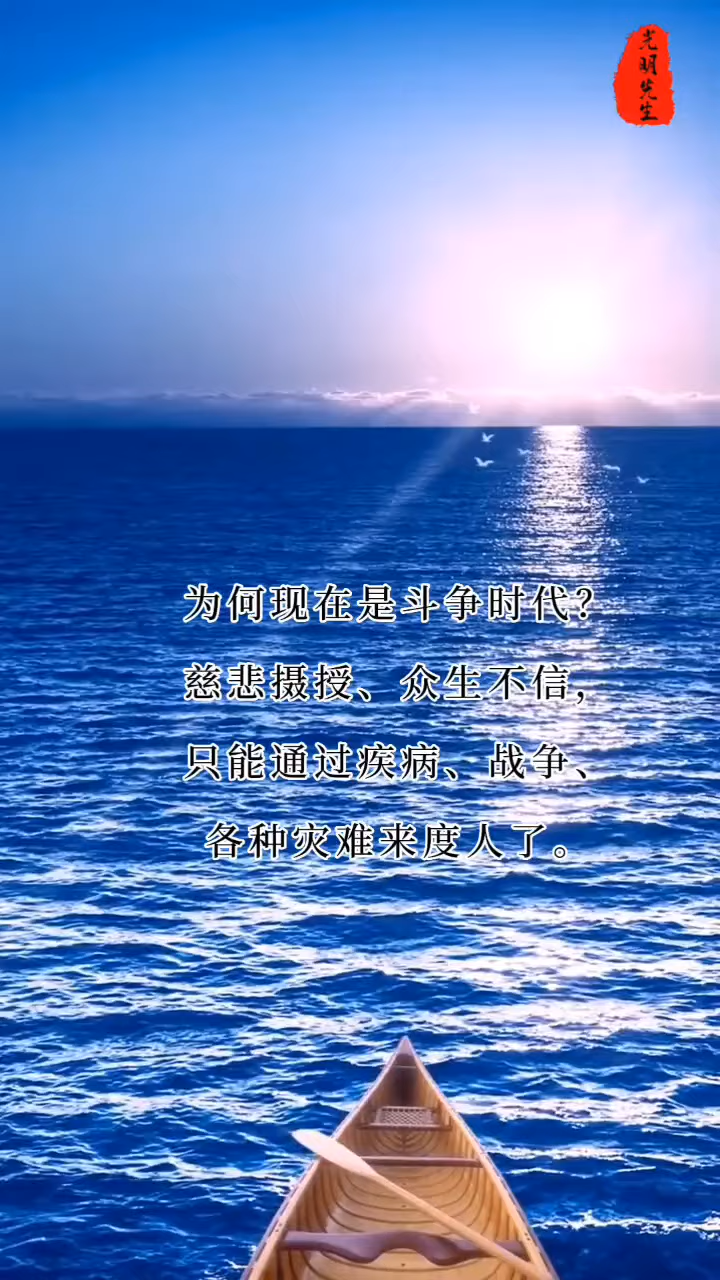 光明先生
为何现在是斗争时代?
慈悲摄授、众生不信,
只能通过疾病、战争、
各种灾难来度人了。